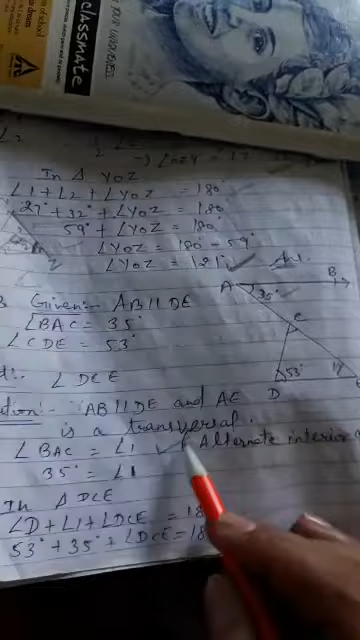 classmate
In Δ YOZ
∠1 + ∠2 + ∠YOZ = 180°
27° + 32° + ∠YOZ = 180°
59° + ∠YOZ = 180°
∠YOZ = 180° - 59°
∠YOZ = 121° Ans.
Given:- AB || DE
∠BAC = 35°
∠CDE = 53°
A B
35°
C
53° 1
D
∠DCE
AB || DE and AE
is a transversal.
∠BAC = ∠1 (Alternate interior
35° = ∠1
In Δ DCE
∠D + ∠1 + ∠DCE = 18
53° + 35° + ∠DCE = 18